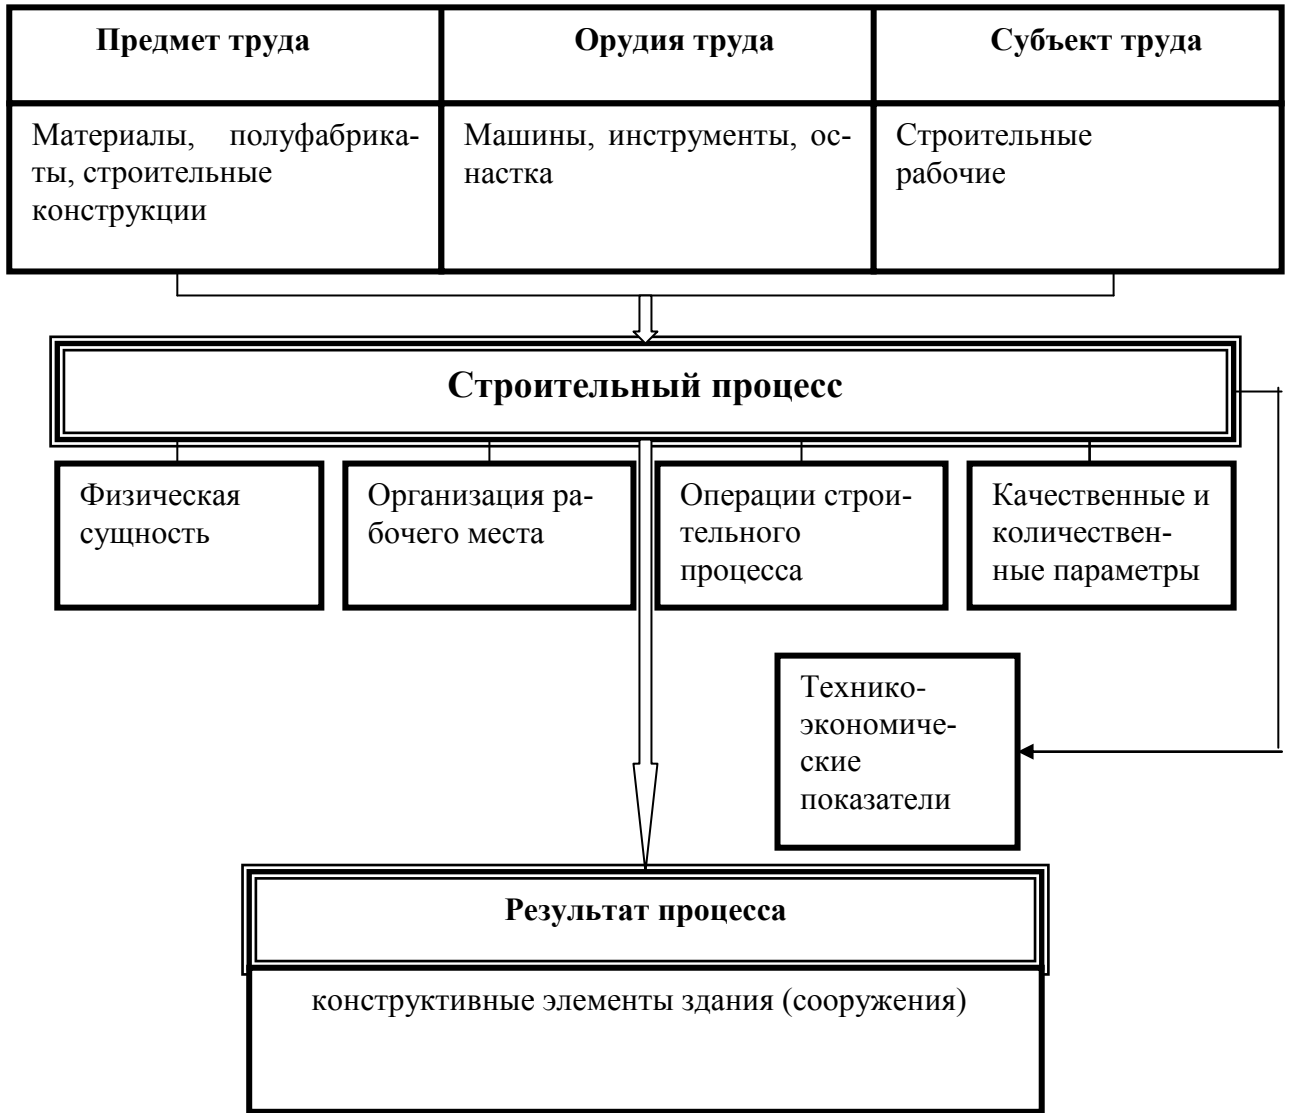 Предмет труда
Орудия труда
Субъект труда
Материалы, полуфабрика-
ты, строительные
конструкции
Машины, инструменты, ос-
настка
Строительные
рабочие
Строительный процесс
Физическая
сущность
Организация ра-
бочего места
Операции строи-
тельного
процесса
Качественные и
количествен-
ные параметры
Технико-
экономиче-
ские
показатели
Результат процесса
конструктивные элементы здания (сооружения)